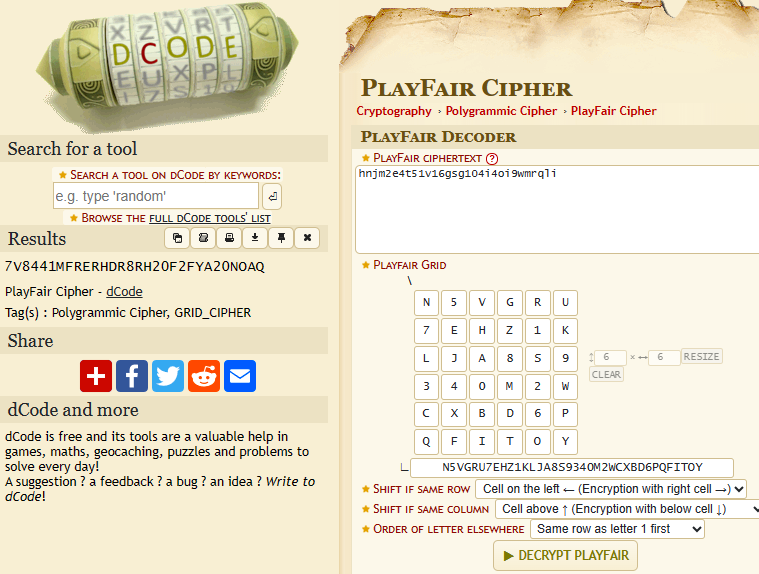 X Z V R T
D C O D E
E U X P L
Search for a tool
★ Search a tool on dCode by keywords:
e.g. type 'random'
★ Browse the full dCode tools' list
Results
7V8441MFRERHDR8RH20F2FYA20NOAQ
PlayFair Cipher - dCode
Tag(s) : Polygrammic Cipher, GRID_CIPHER
Share
dCode and more
dCode is free and its tools are a valuable help in
games, maths, geocaching, puzzles and problems to
solve every day!
A suggestion ? a feedback ? a bug ? an idea ? Write to
dCode!
PlayFair Cipher
Cryptography › Polygrammic Cipher › PlayFair Cipher
PlayFair Decoder
★ PlayFair ciphertext ?
hnjm2e4t51v16gsg104i4oi9wmrqli
★ Playfair Grid
\
N 5 V G R U
7 E H Z 1 K
L J A 8 S 9
3 4 0 M 2 W
C X B D 6 P
Q F I T O Y
↕ 6 × ↔ 6 RESIZE
CLEAR
N5VGRU7EHZ1KLJA8S9340M2WCXBD6PQFITOY
★ Shift if same row Cell on the left ← (Encryption with right cell →)
★ Shift if same column Cell above ↑ (Encryption with below cell ↓)
★ Order of letter elsewhere Same row as letter 1 first
▶ DECRYPT PLAYFAIR